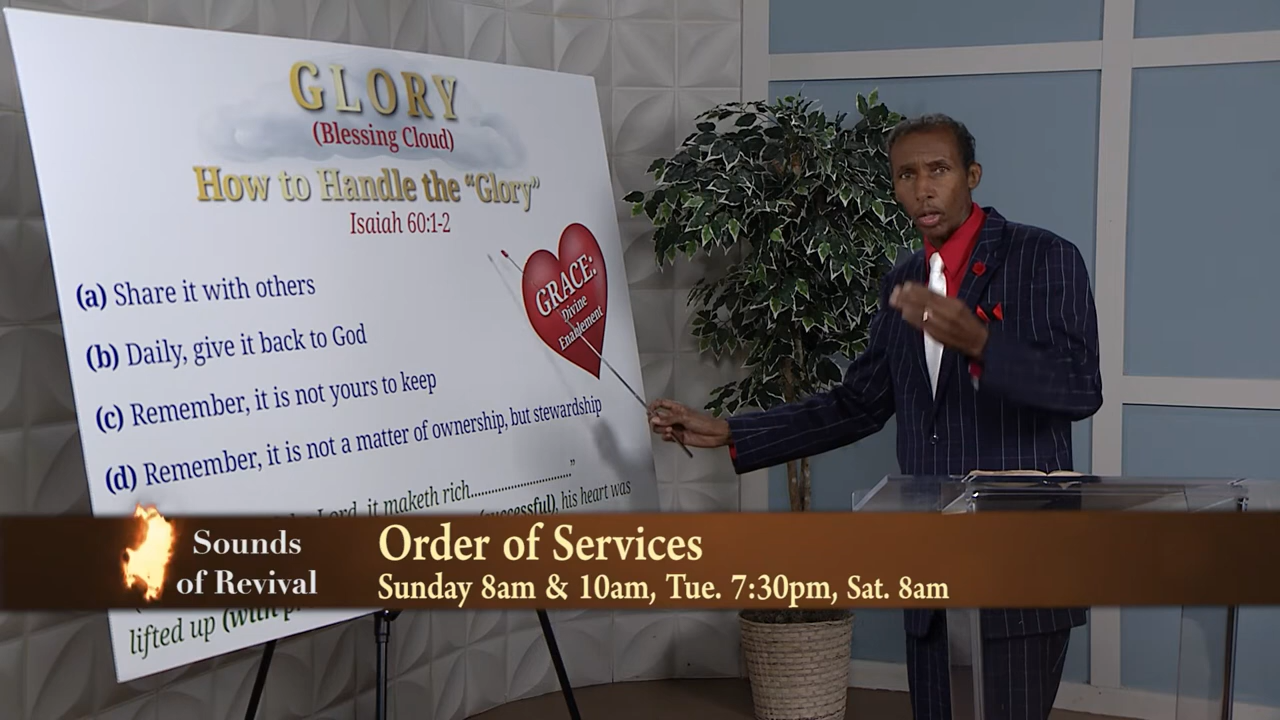 GLORY
(Blessing Cloud)
How to Handle the “Glory”
Isaiah 60:1-2
GRACE:
Divine
Enablement
(a) Share it with others
(b) Daily, give it back to God
(c) Remember, it is not yours to keep
(d) Remember, it is not a matter of ownership, but stewardship
Lord, it maketh rich..........................”
his heart was
lifted up (with
Sounds
of Revival
Order of Services
Sunday 8am & 10am, Tue. 7:30pm, Sat. 8am